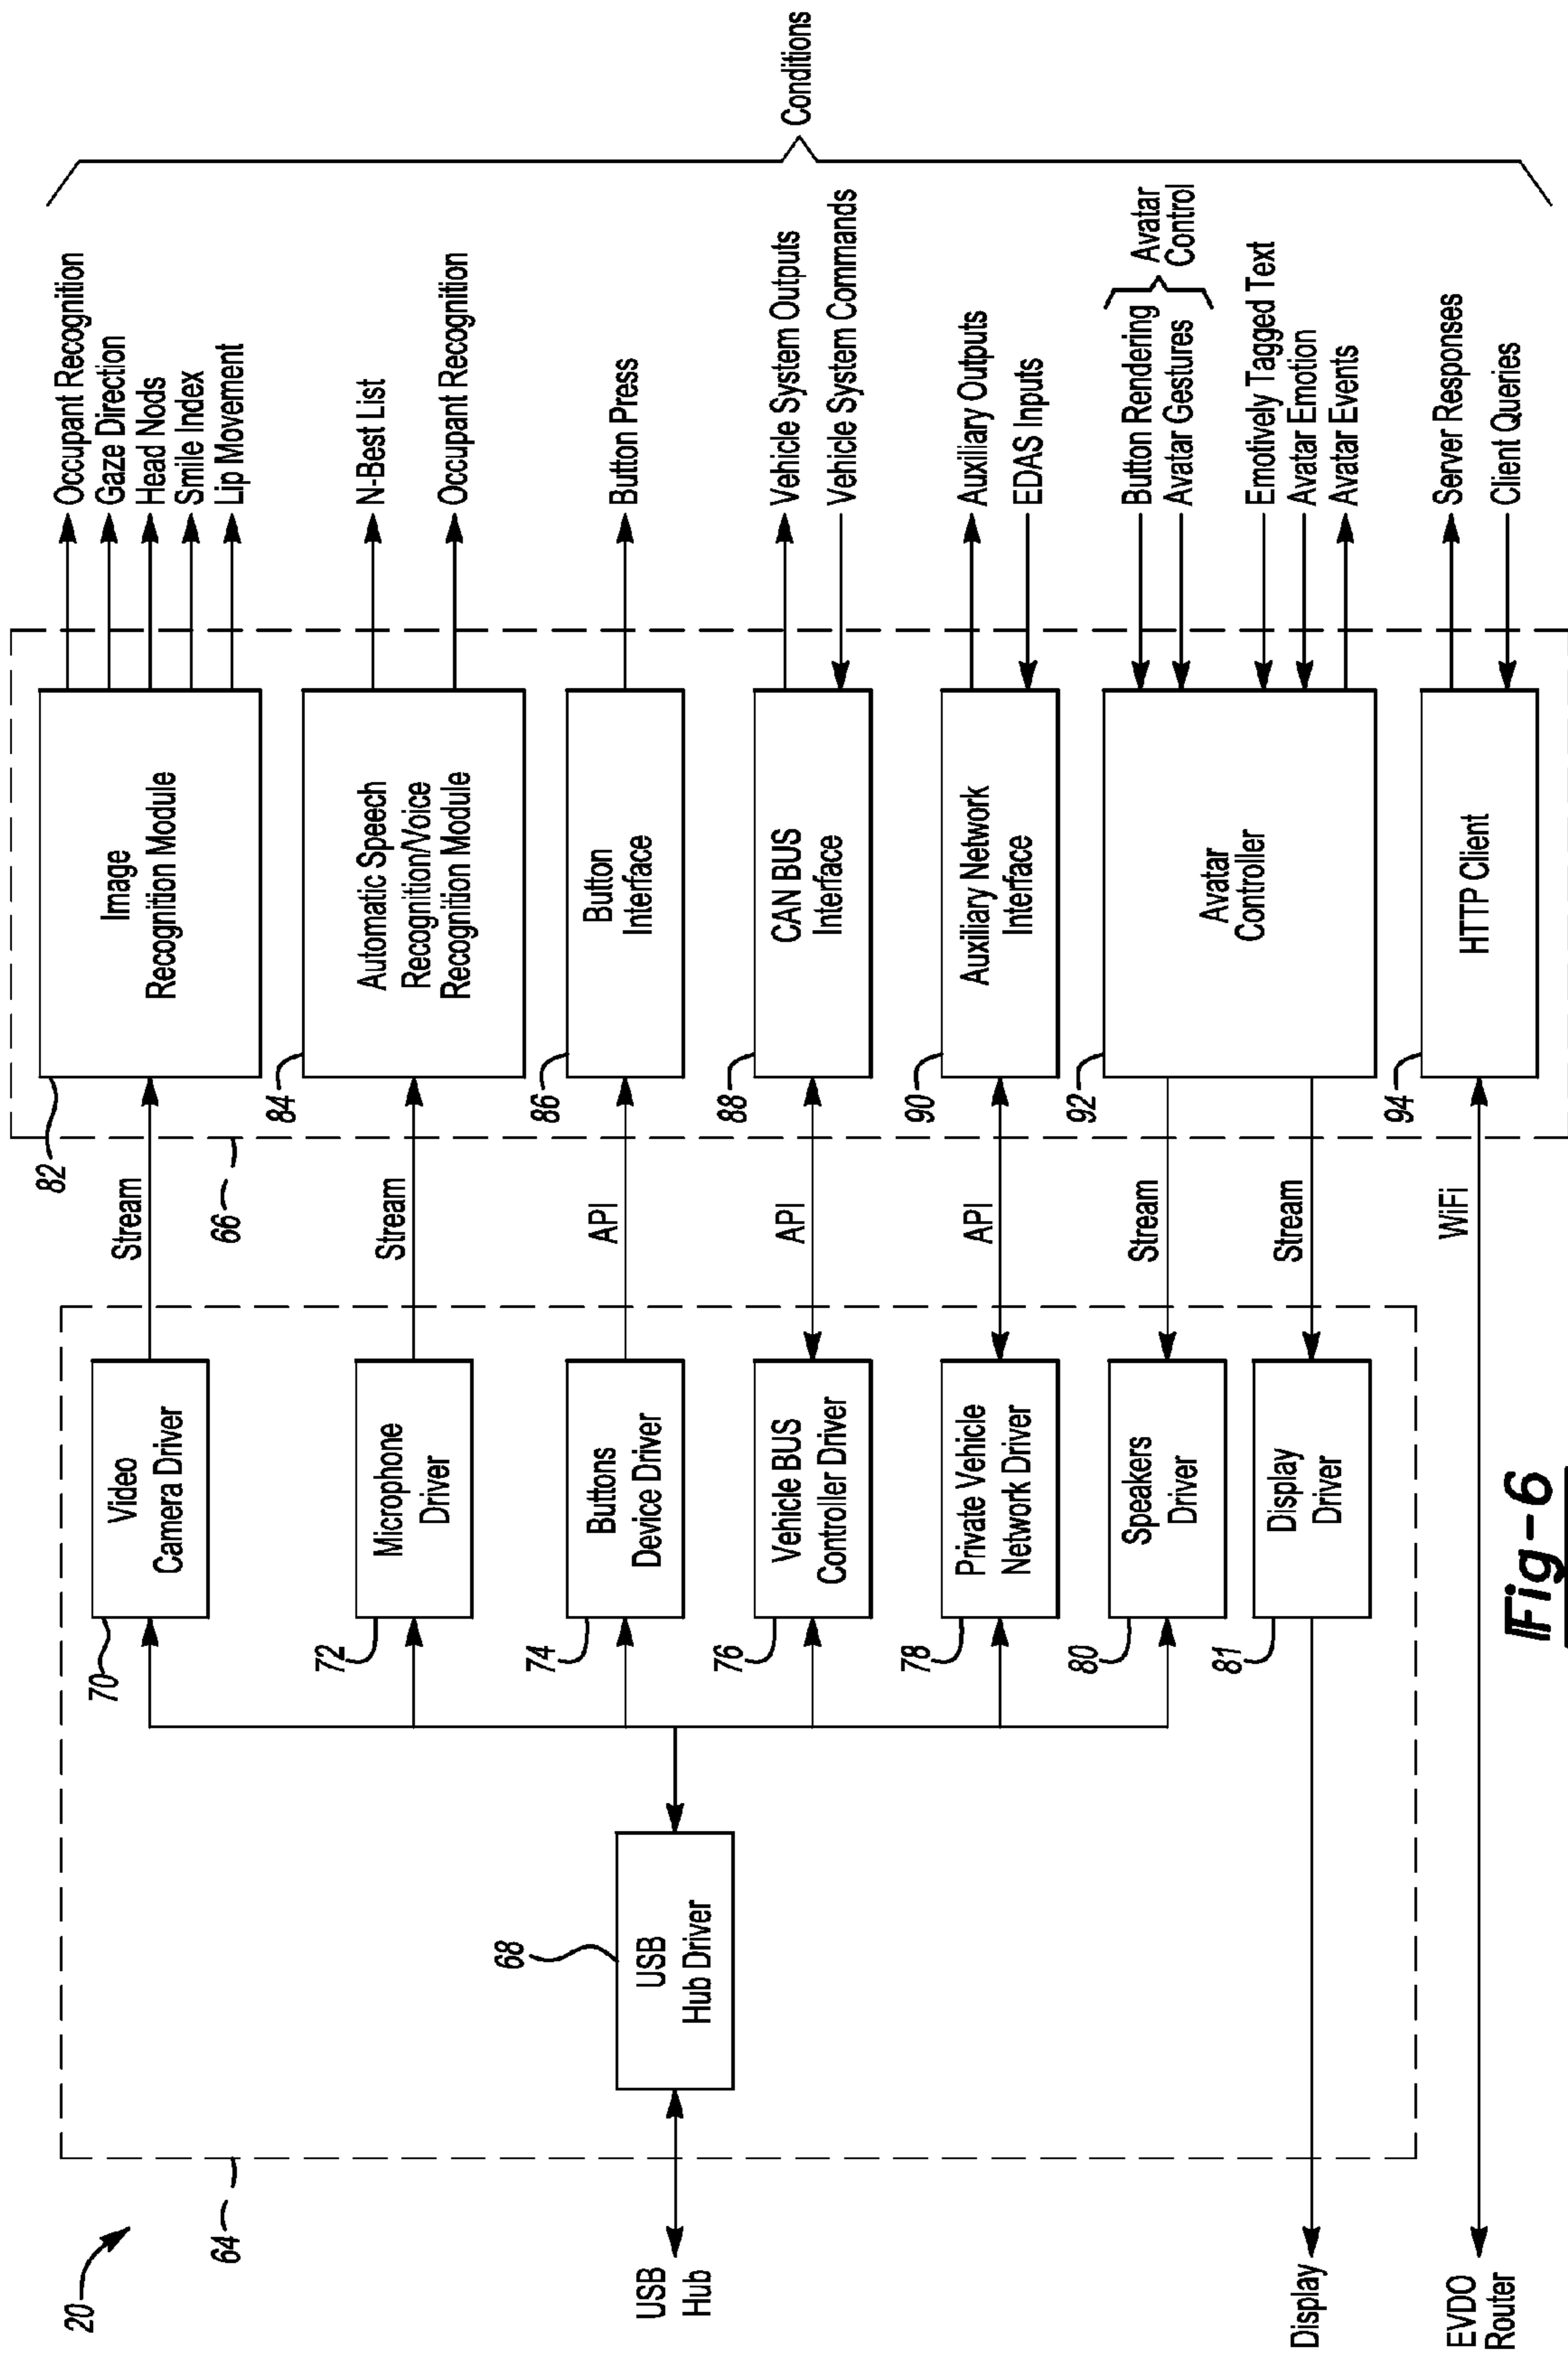 20
64
66
USB
Hub
68
USB
Hub Driver
70
Video
Camera Driver
Stream
82
Image
Recognition Module
Occupant Recognition
Gaze Direction
Head Nods
Smile Index
Lip Movement
72
Microphone
Driver
Stream
84
Automatic Speech
Recognition/Voice
Recognition Module
N-Best List
Occupant Recognition
74
Buttons
Device Driver
API
86
Button
Interface
Button Press
76
Vehicle BUS
Controller Driver
API
88
CAN BUS
Interface
Vehicle System Outputs
Vehicle System Commands
78
Private Vehicle
Network Driver
API
90
Auxiliary Network
Interface
Auxiliary Outputs
EDAS Inputs
80
Speakers
Driver
Stream
92
Avatar
Controller
Button Rendering
Avatar Gestures
Avatar
Control
Emotively Tagged Text
Avatar Emotion
Avatar Events
81
Display
Driver
Stream
Display
EVDO
Router
WiFi
94
HTTP Client
Server Responses
Client Queries
Conditions
Fig-6